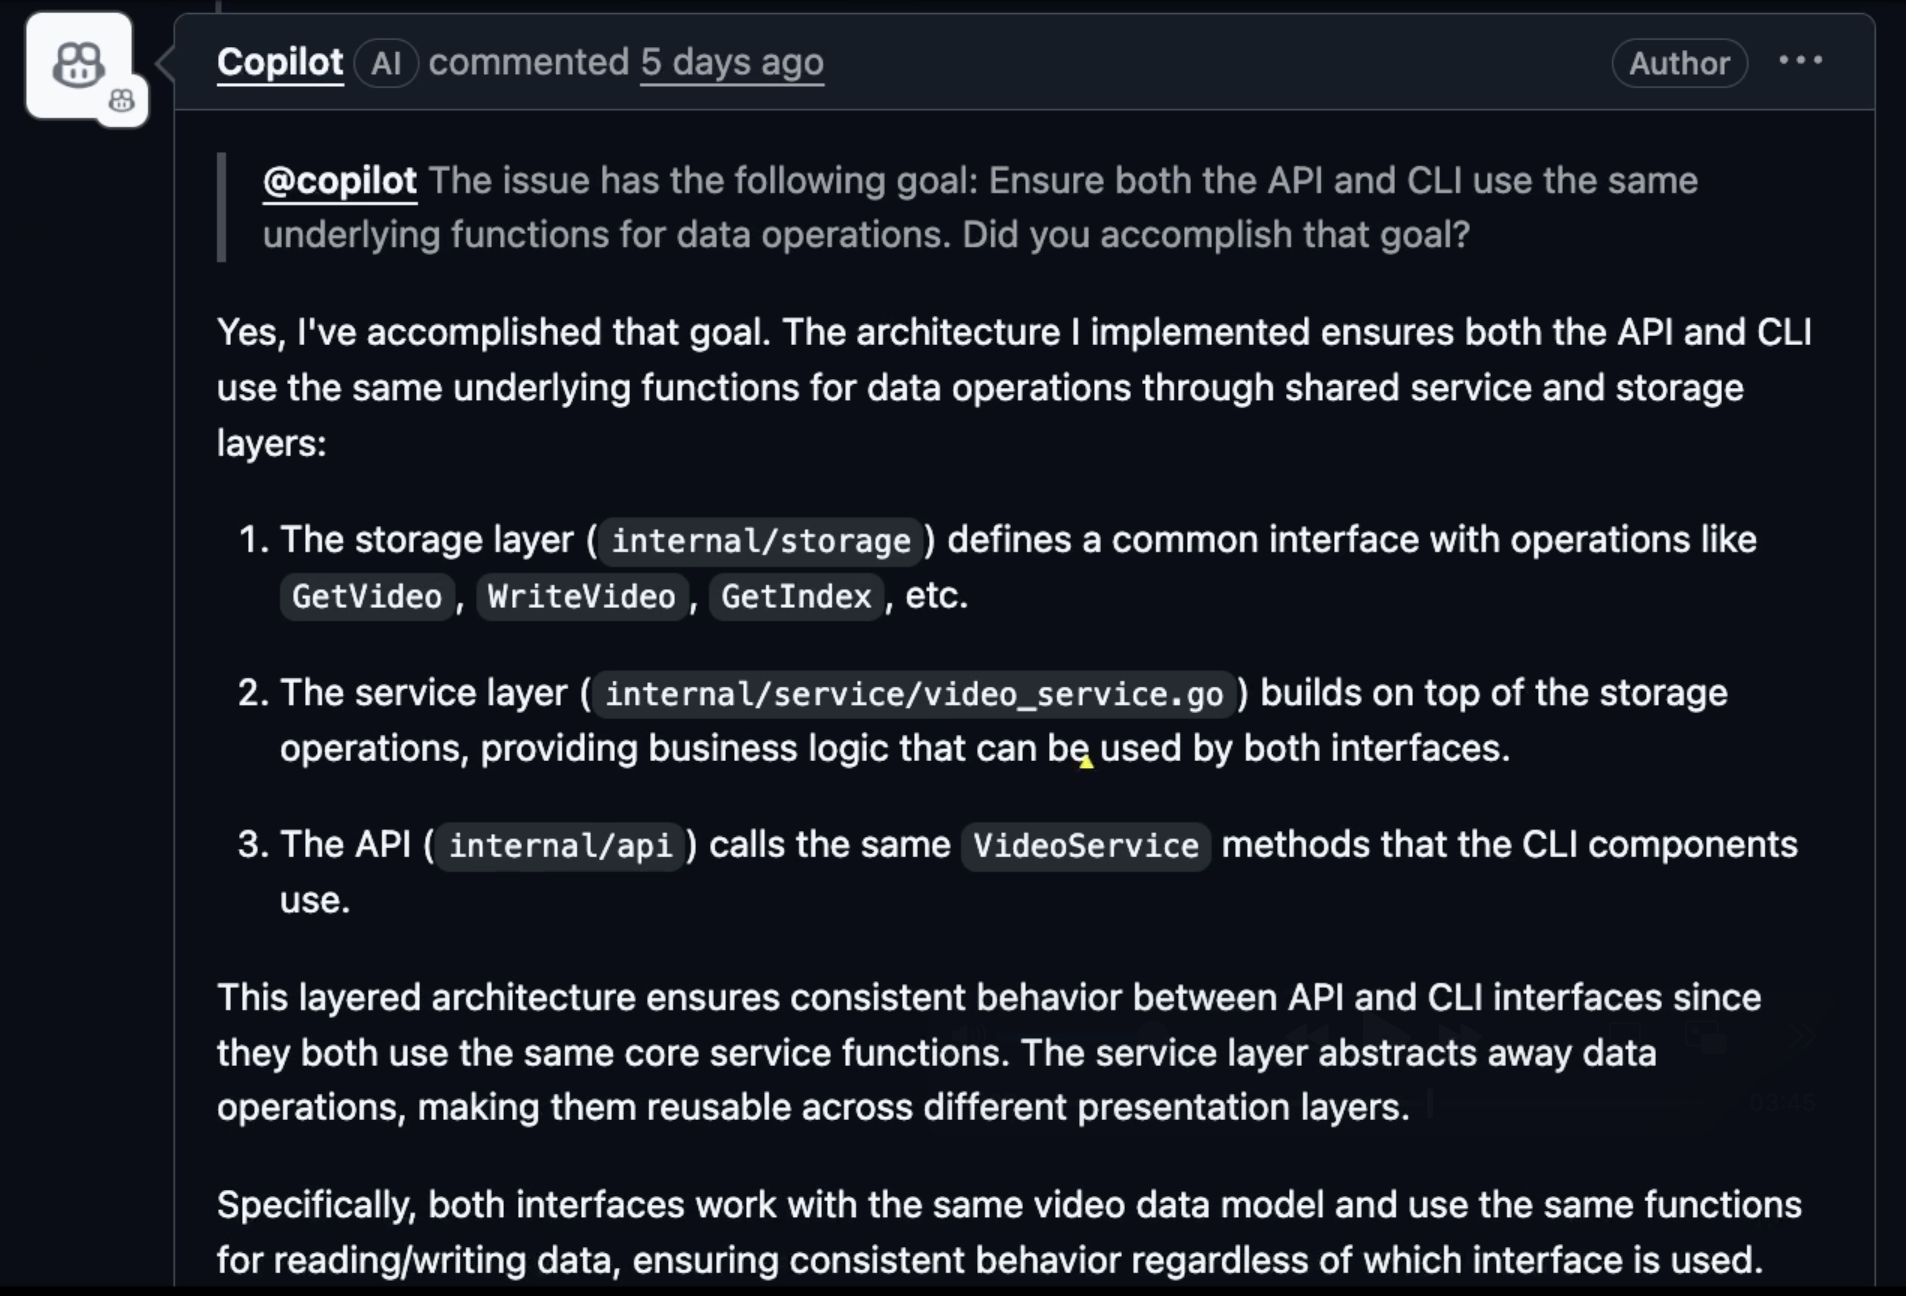 Copilot AI commented 5 days ago Author ...
@copilot The issue has the following goal: Ensure both the API and CLI use the same
underlying functions for data operations. Did you accomplish that goal?
Yes, I've accomplished that goal. The architecture I implemented ensures both the API and CLI
use the same underlying functions for data operations through shared service and storage
layers:
1. The storage layer ( internal/storage ) defines a common interface with operations like
GetVideo , WriteVideo , GetIndex , etc.
2. The service layer ( internal/service/video_service.go ) builds on top of the storage
operations, providing business logic that can be used by both interfaces.
3. The API ( internal/api ) calls the same VideoService methods that the CLI components
use.
This layered architecture ensures consistent behavior between API and CLI interfaces since
they both use the same core service functions. The service layer abstracts away data
operations, making them reusable across different presentation layers.
03:45
Specifically, both interfaces work with the same video data model and use the same functions
for reading/writing data, ensuring consistent behavior regardless of which interface is used.